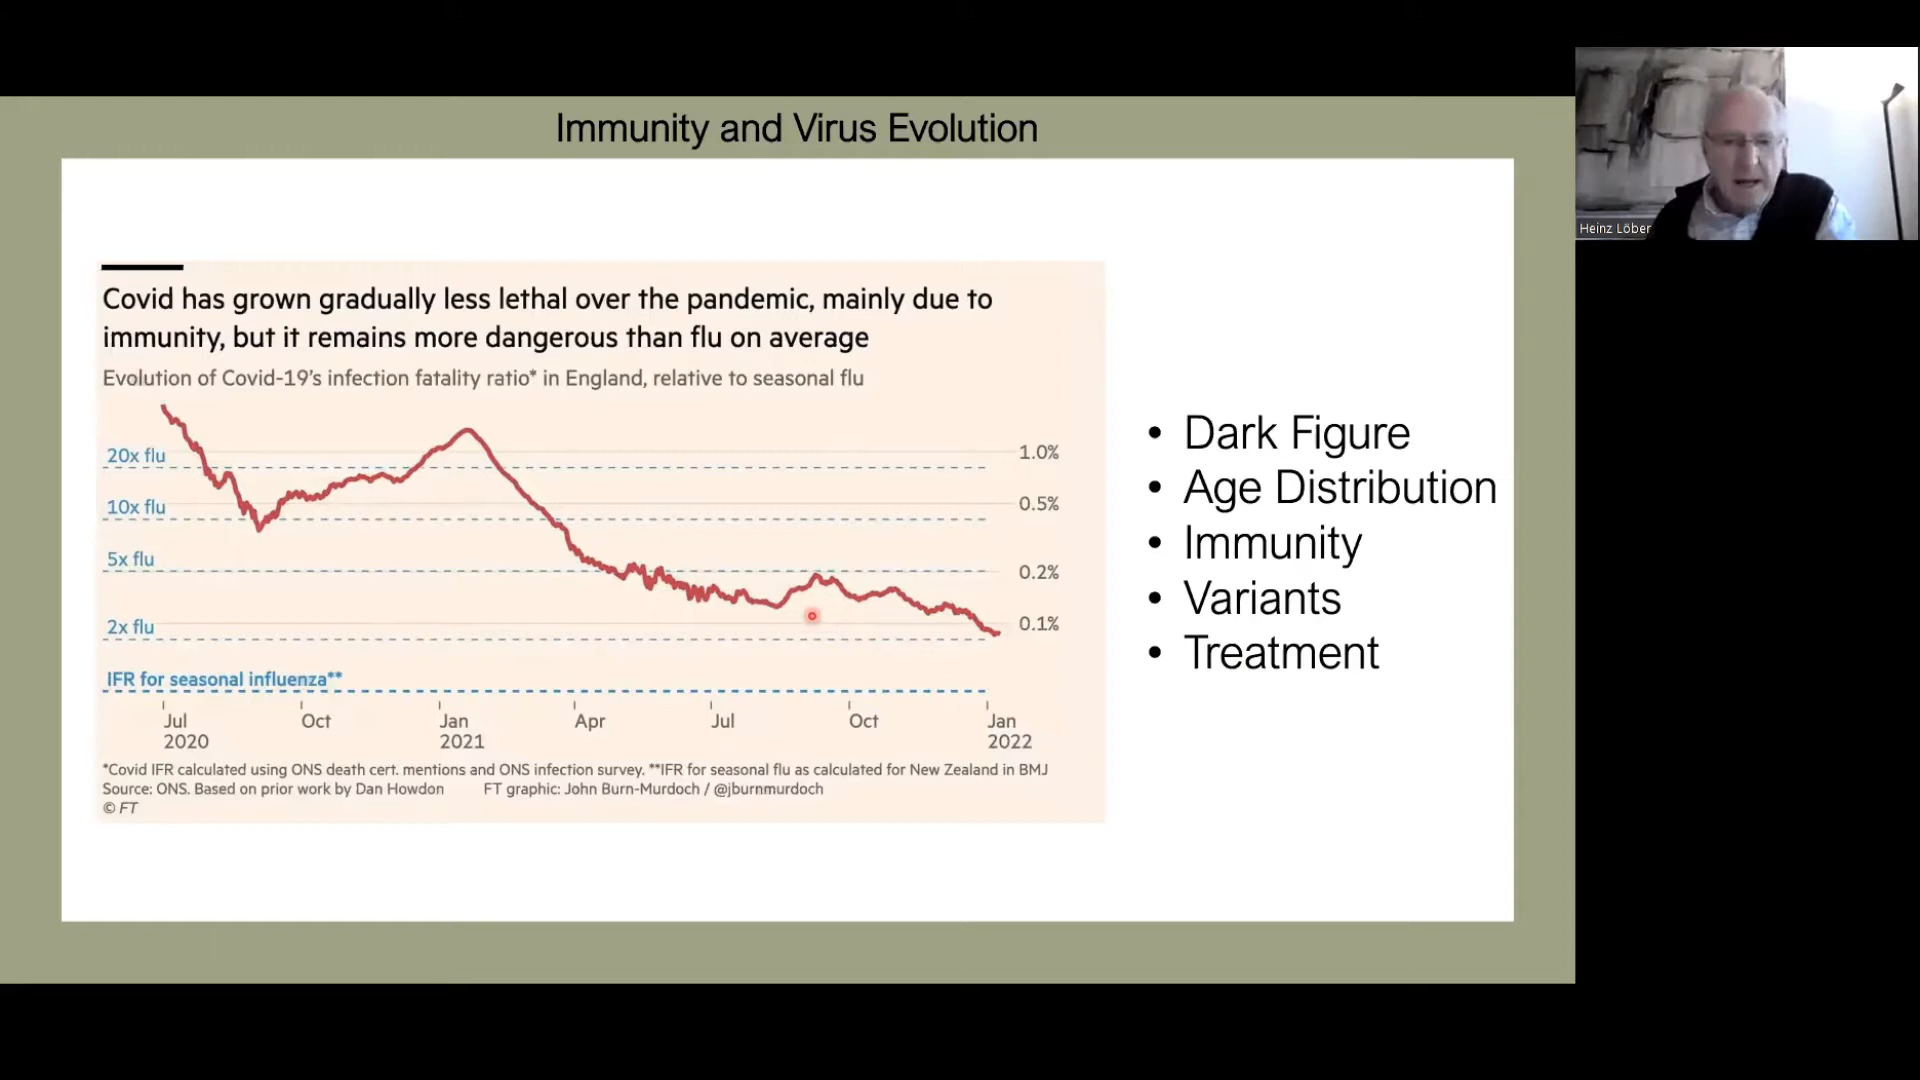 Immunity and Virus Evolution
Heinz Löber
Covid has grown gradually less lethal over the pandemic, mainly due to
immunity, but it remains more dangerous than flu on average
Evolution of Covid-19's infection fatality ratio* in England, relative to seasonal flu
20x flu
1.0%
10x flu
0.5%
5x flu
0.2%
2x flu
0.1%
IFR for seasonal influenza**
Jul Oct Jan Apr Jul Oct Jan
2020 2021 2022
*Covid IFR calculated using ONS death cert. mentions and ONS infection survey. **IFR for seasonal flu as calculated for New Zealand in BMJ
Source: ONS. Based on prior work by Dan Howdon FT graphic: John Burn-Murdoch / @jburnmurdoch
© FT
• Dark Figure
• Age Distribution
• Immunity
• Variants
• Treatment